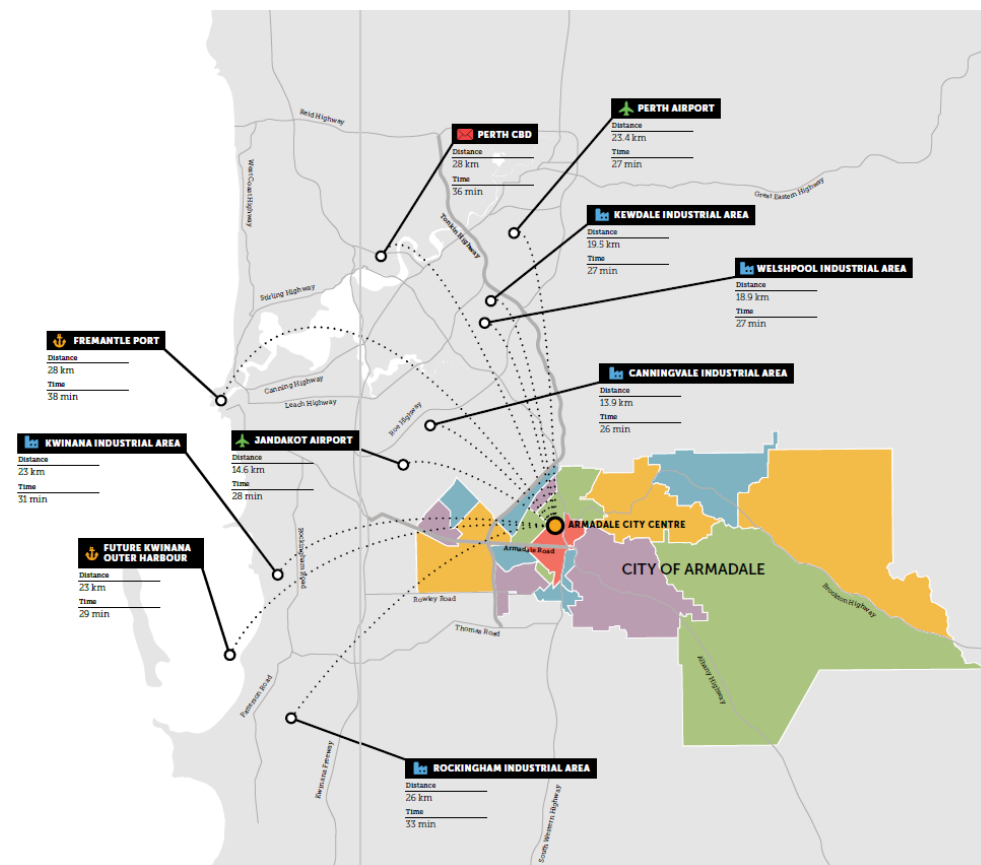 Reid Highway
PERTH CBD
Distance
28 km
Time
36 min
PERTH AIRPORT
Distance
23.4 km
Time
27 min
West Coast Highway
Great Eastern Highway
Tonkin Highway
KEWDALE INDUSTRIAL AREA
Distance
19.5 km
Time
27 min
WELSHPOOL INDUSTRIAL AREA
Distance
18.9 km
Time
27 min
Stirling Highway
FREMANTLE PORT
Distance
28 km
Time
38 min
Canning Highway
Leach Highway
Roe Highway
CANNINGVALE INDUSTRIAL AREA
Distance
13.9 km
Time
26 min
KWINANA INDUSTRIAL AREA
Distance
23 km
Time
31 min
JANDAKOT AIRPORT
Distance
14.6 km
Time
28 min
ARMADALE CITY CENTRE
Armadale Road
CITY OF ARMADALE
Rockingham Road
FUTURE KWINANA
OUTER HARBOUR
Distance
23 km
Time
29 min
Rowley Road
Thomas Road
Brockton Highway
Albany Highway
Patterson Road
Kwinana Freeway
ROCKINGHAM INDUSTRIAL AREA
Distance
26 km
Time
33 min
South Western Highway